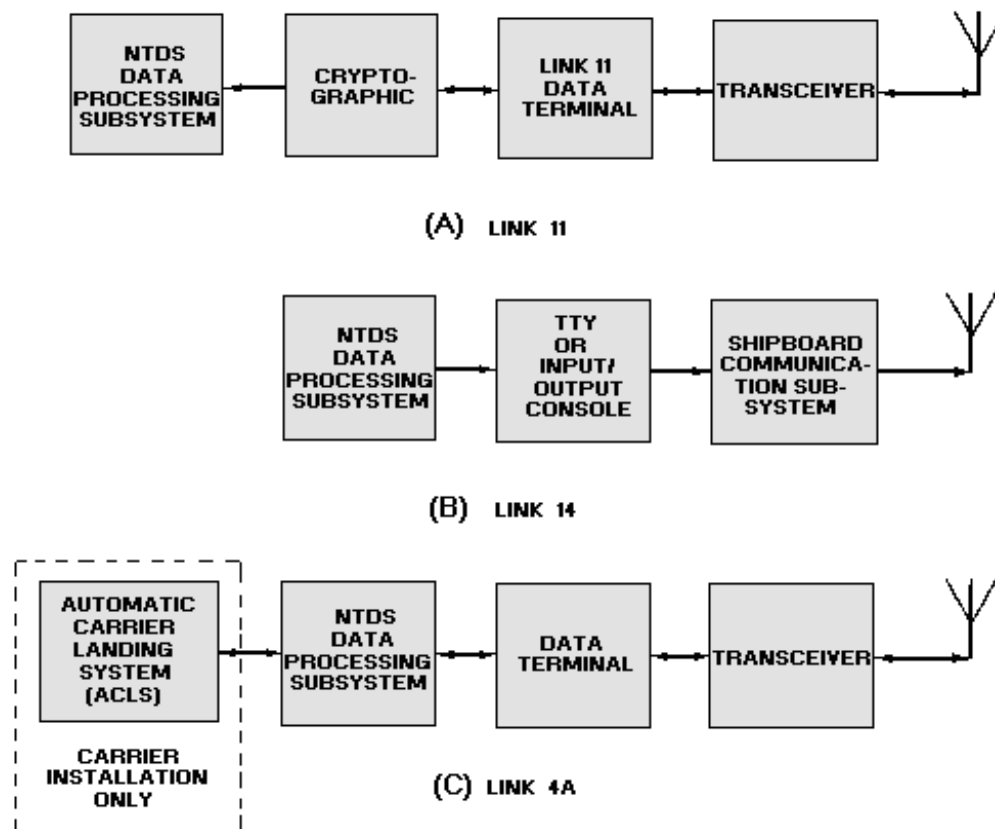 NTDS
DATA
PROCESSING
SUBSYSTEM
CRYPTO-
GRAPHIC
LINK 11
DATA
TERMINAL
TRANSCEIVER
(A) LINK 11
NTDS
DATA
PROCESSING
SUBSYSTEM
TTY
OR
INPUT/
OUTPUT
CONSOLE
SHIPBOARD
COMMUNICA-
TION SUB-
SYSTEM
(B) LINK 14
AUTOMATIC
CARRIER
LANDING
SYSTEM
(ACLS)
CARRIER
INSTALLATION
ONLY
NTDS
DATA
PROCESSING
SUBSYSTEM
DATA
TERMINAL
TRANSCEIVER
(C) LINK 4A